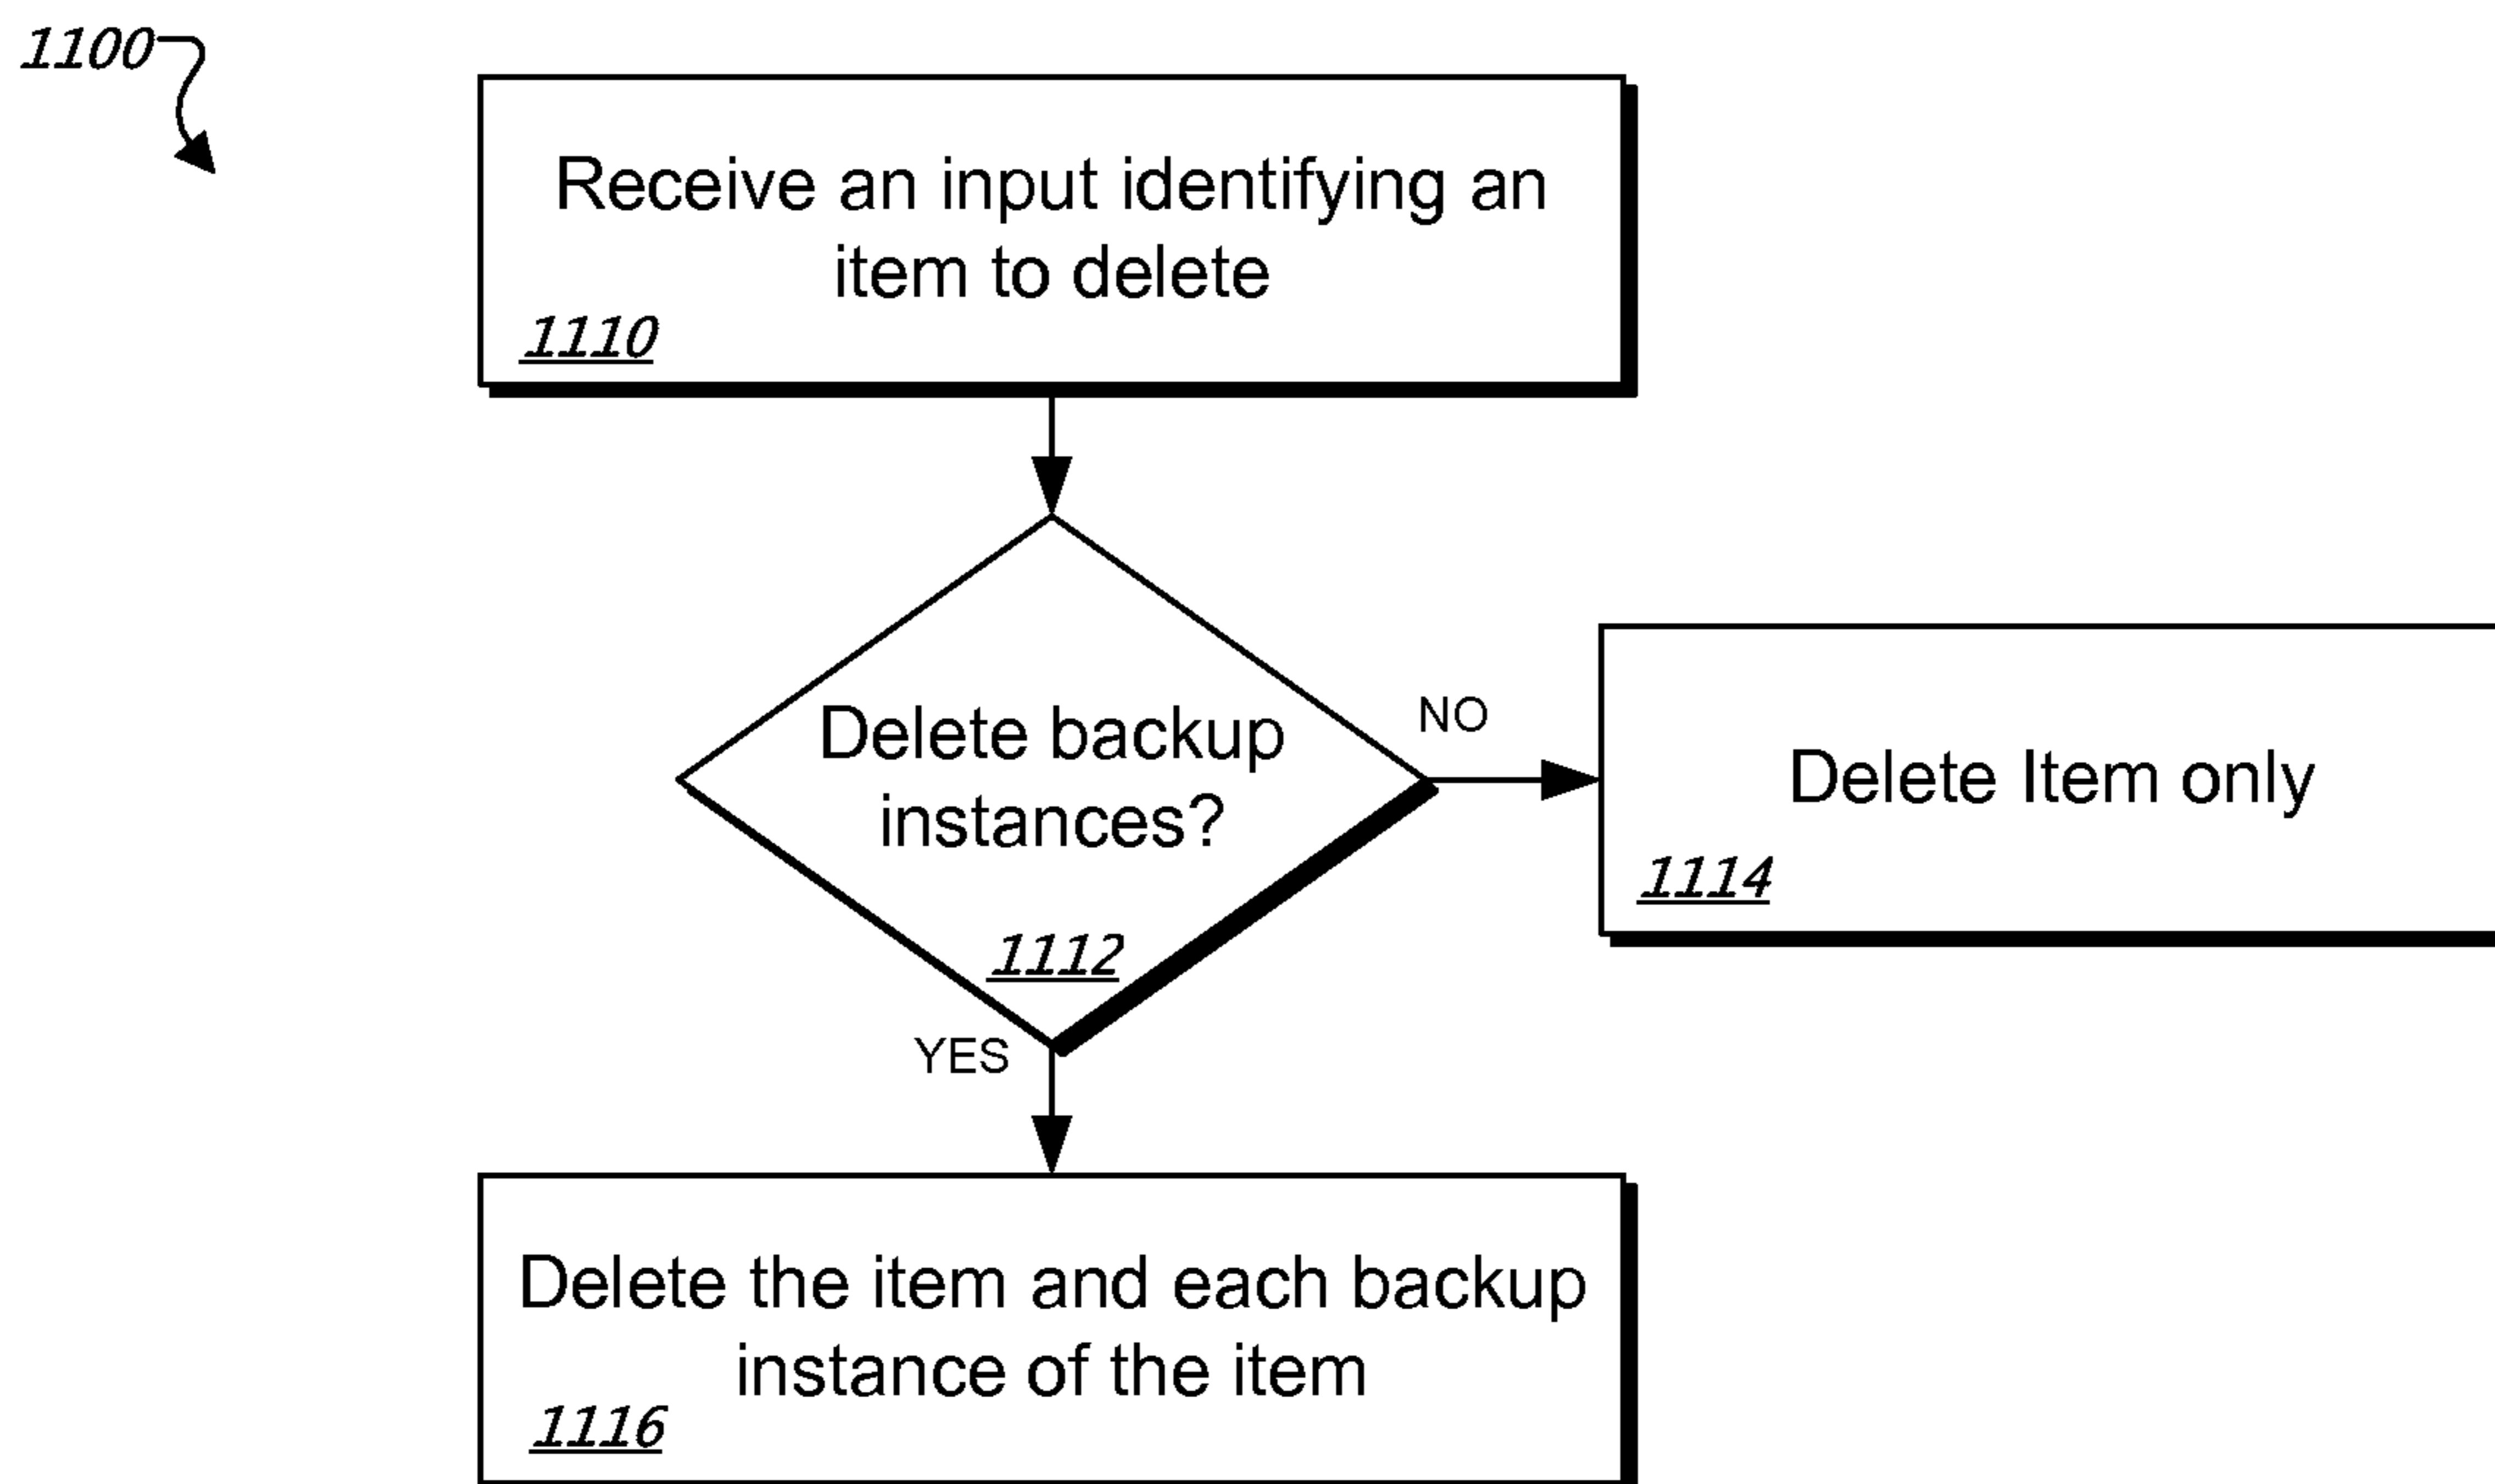 1100
Receive an input identifying an
item to delete
1110
Delete backup
instances?
1112
NO
Delete Item only
1114
YES
Delete the item and each backup
instance of the item
1116